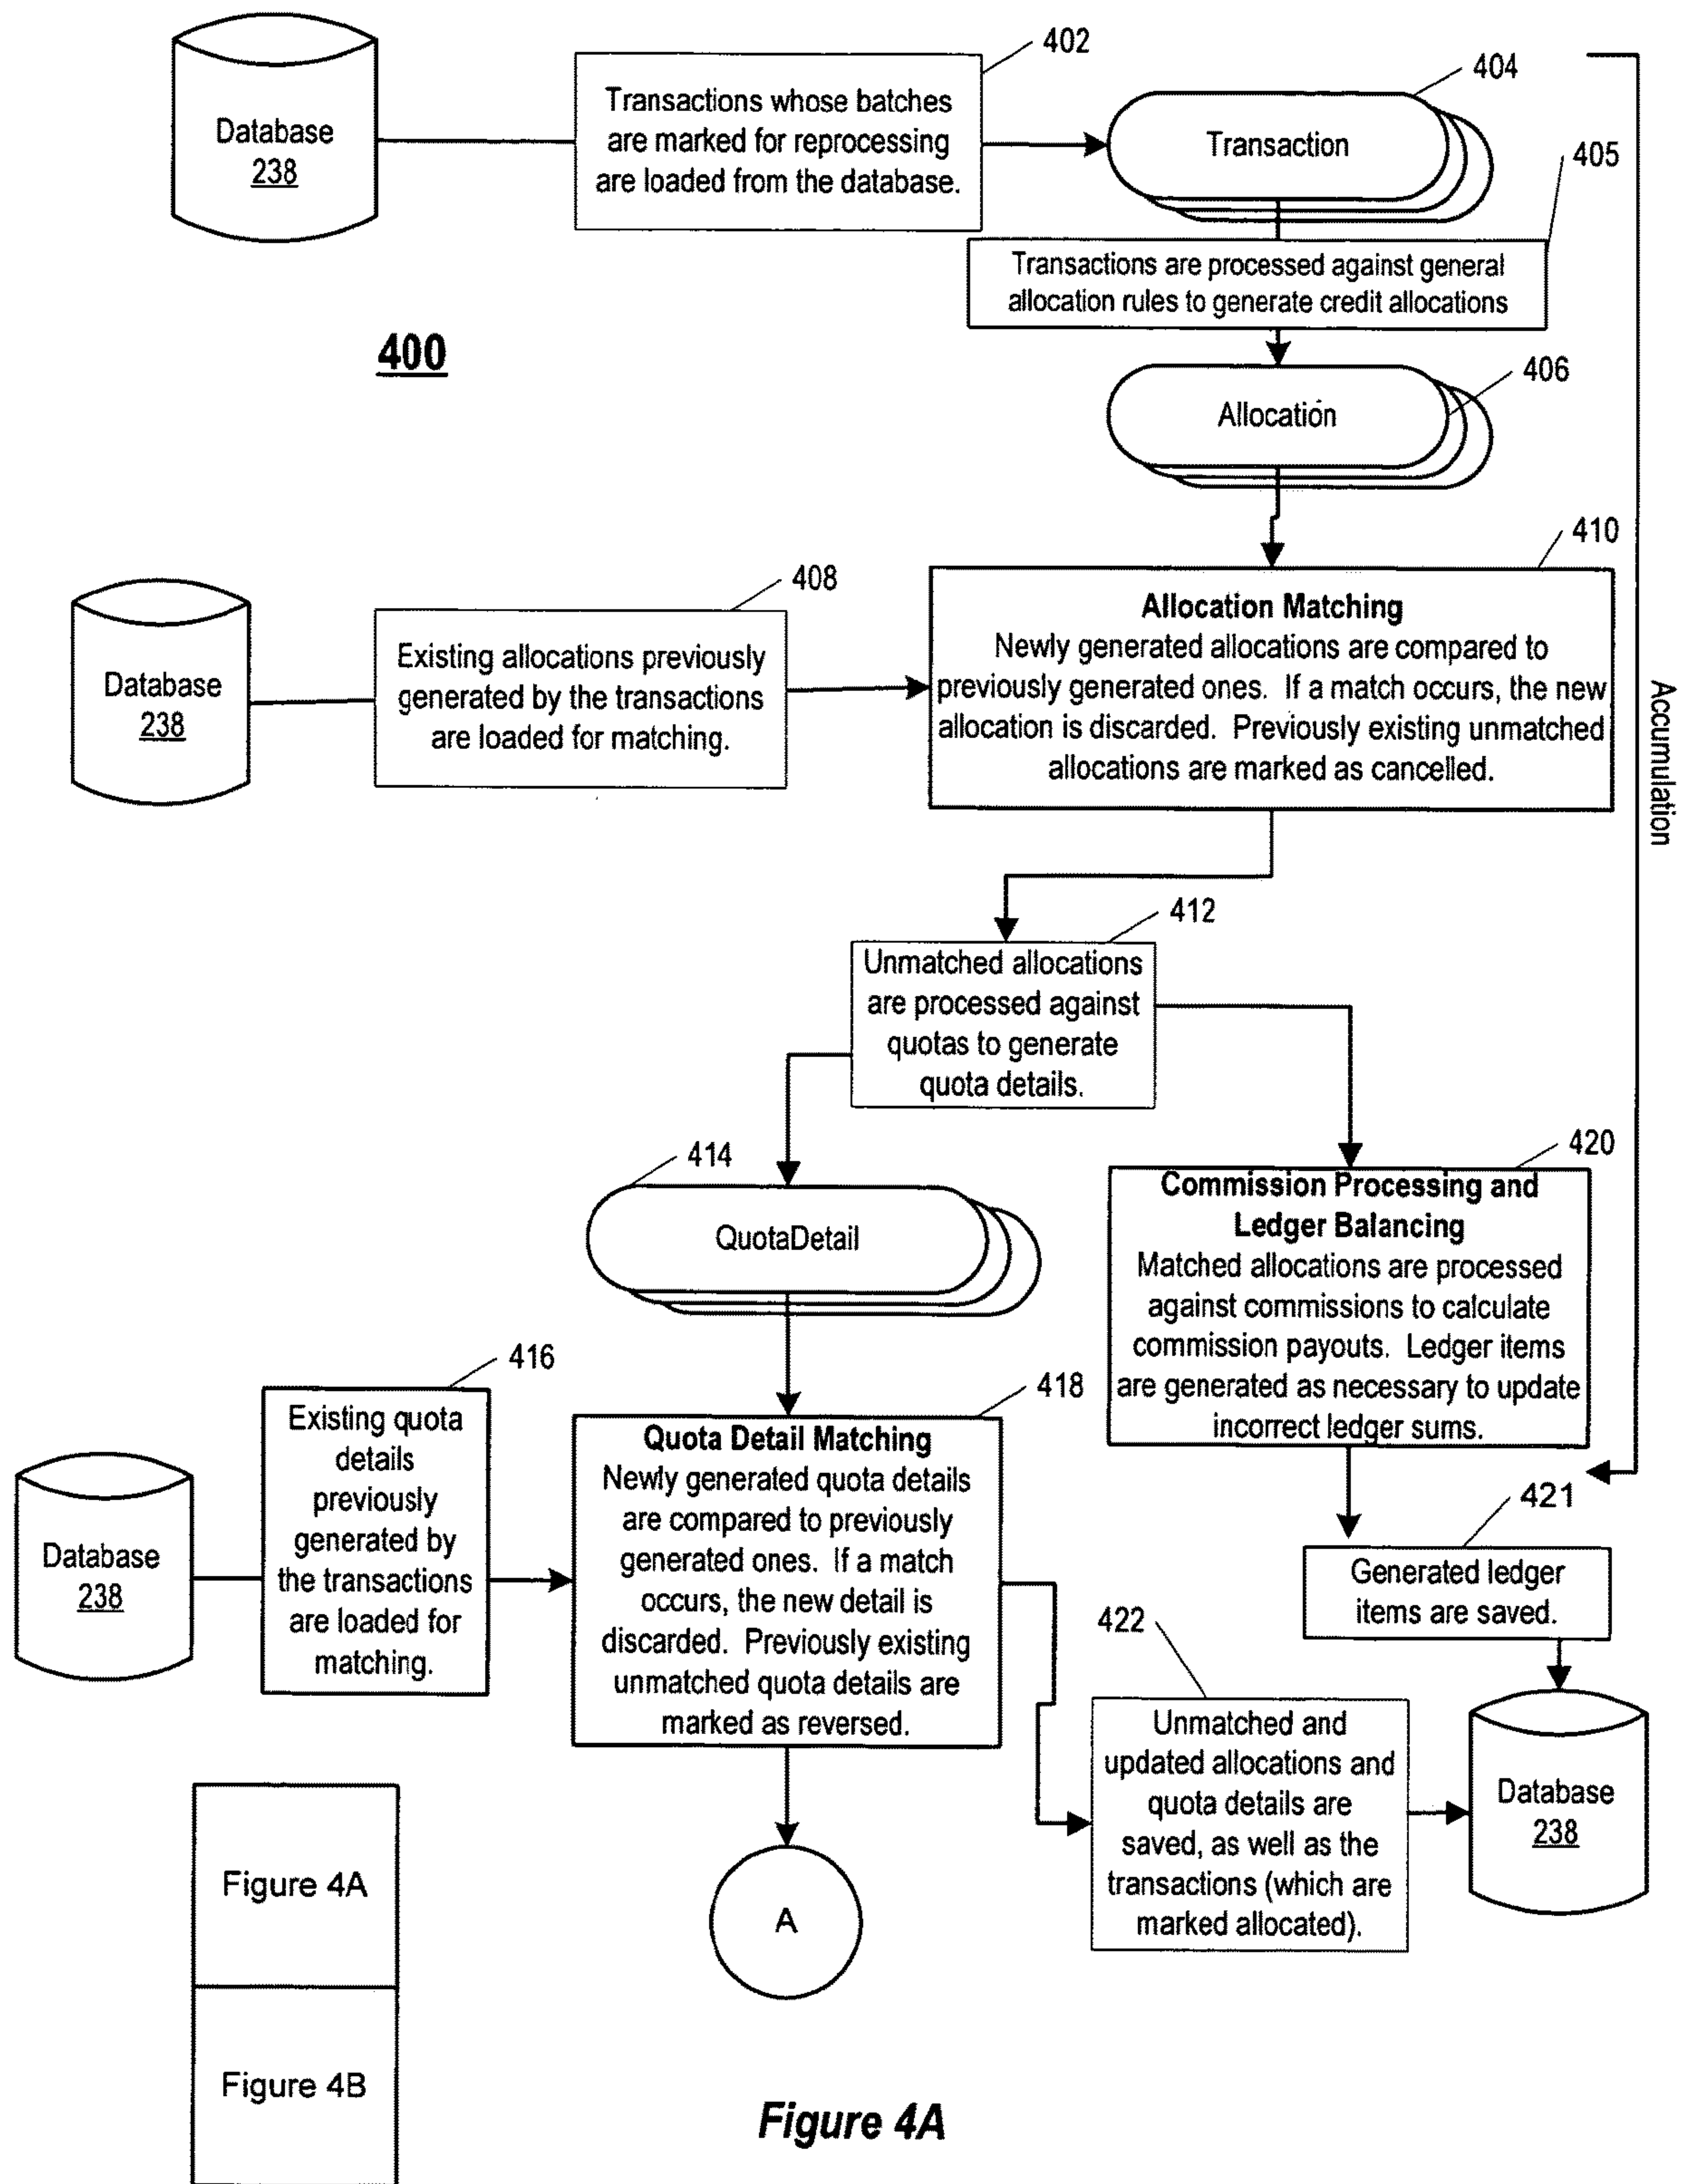 402
Database
238
Transactions whose batches
are marked for reprocessing
are loaded from the database.
404
Transaction
405
Transactions are processed against general
allocation rules to generate credit allocations
400
406
Allocation
410
408
Database
238
Existing allocations previously
generated by the transactions
are loaded for matching.
Allocation Matching
Newly generated allocations are compared to
previously generated ones. If a match occurs, the new
allocation is discarded. Previously existing unmatched
allocations are marked as cancelled.
Accumulation
412
Unmatched allocations
are processed against
quotas to generate
quota details.
414
QuotaDetail
420
Commission Processing and
Ledger Balancing
Matched allocations are processed
against commissions to calculate
commission payouts. Ledger items
are generated as necessary to update
incorrect ledger sums.
416
Database
238
Existing quota
details
previously
generated by
the transactions
are loaded for
matching.
418
Quota Detail Matching
Newly generated quota details
are compared to previously
generated ones. If a match
occurs, the new detail is
discarded. Previously existing
unmatched quota details are
marked as reversed.
421
Generated ledger
items are saved.
422
Unmatched and
updated allocations and
quota details are
saved, as well as the
transactions (which are
marked allocated).
Database
238
A
Figure 4A
Figure 4B
Figure 4A